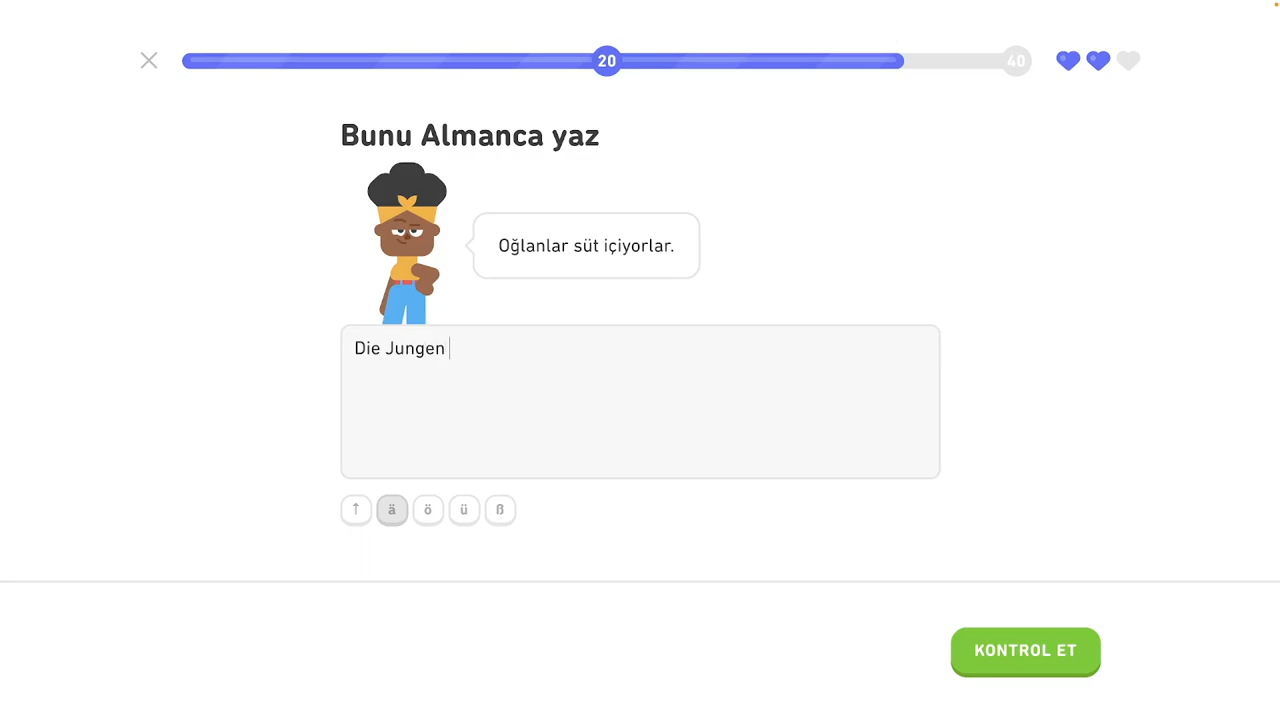 20
40
Bunu Almanca yaz
Oğlanlar süt içiyorlar.
Die Jungen
↑ ä ö ü ß
KONTROL ET